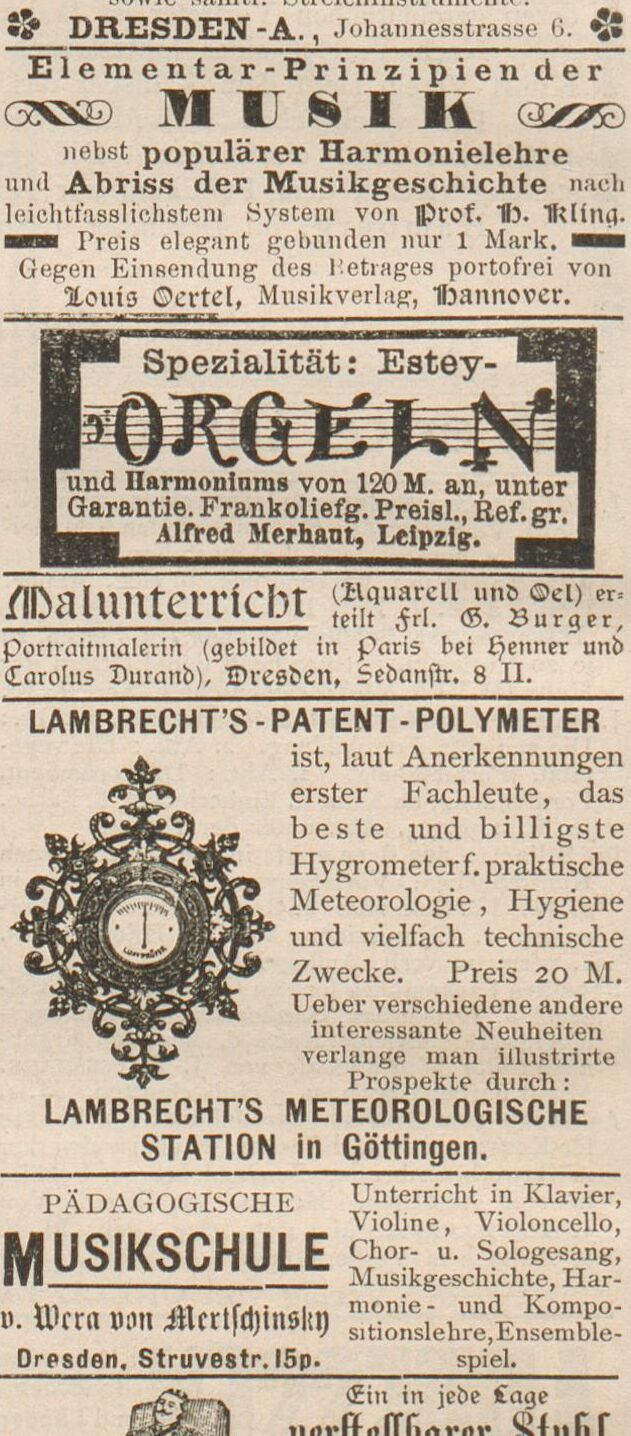 sowie sämtl. Streichinstrumente.
DRESDEN-A., Johannesstrasse 6.
Elementar-Prinzipien der
MUSIK
nebst populärer Harmonielehre
und Abriss der Musikgeschichte nach
leichtfasslichstem System von Prof. H. Kling.
Preis elegant gebunden nur 1 Mark.
Gegen Einsendung des Betrages portofrei von
Louis Oertel, Musikverlag, Hannover.
Spezialität: Estey-
ORGELN
und Harmoniums von 120 M. an, unter
Garantie. Frankoliefg. Preisl., Ref. gr.
Alfred Merhaut, Leipzig.
Malunterricht (Aquarell und Oel) er-
teilt Frl. G. Burger,
Portraitmalerin (gebildet in Paris bei Henner und
Carolus Durand), Dresden, Sedanstr. 8 II.
LAMBRECHT'S-PATENT-POLYMETER
ist, laut Anerkennungen
erster Fachleute, das
beste und billigste
Hygrometer f. praktische
Meteorologie, Hygiene
und vielfach technische
Zwecke. Preis 20 M.
Ueber verschiedene andere
interessante Neuheiten
verlange man illustrirte
Prospekte durch:
LAMBRECHT'S METEOROLOGISCHE
STATION in Göttingen.
PÄDAGOGISCHE
MUSIKSCHULE
v. Wera von Mertschinsky
Dresden, Struvestr. 15p.
Unterricht in Klavier,
Violine, Violoncello,
Chor- u. Sologesang,
Musikgeschichte, Har-
monie- und Kompo-
sitionslehre, Ensemble-
spiel.
Ein in jede Lage
verstellbarer Stuhl